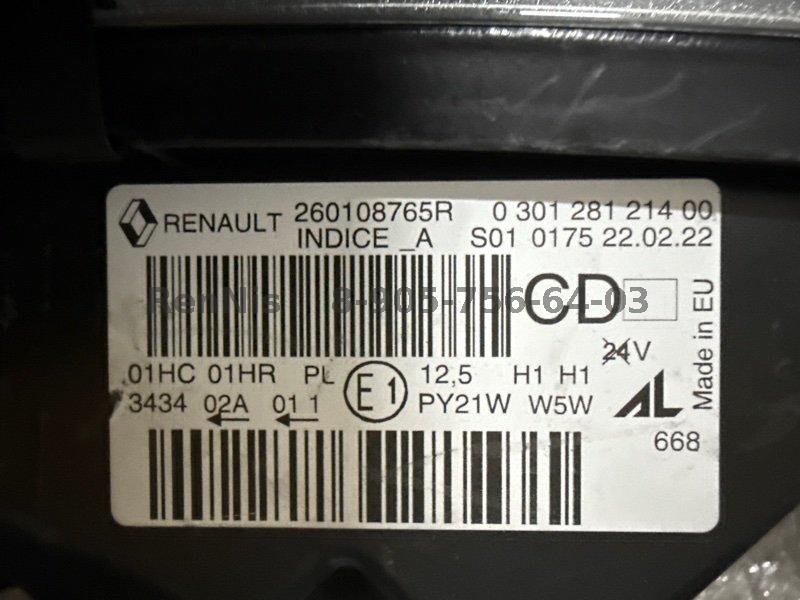 RENAULT 260108765R 0 301 281 214 00
INDICE _A S01 0175 22.02.22
RenN's 8-905-756-64-03
CD
24V
Made in EU
01HC 01HR PL E1 12,5 H1 H1
3434 02A 01 1 PY21W W5W AL
668